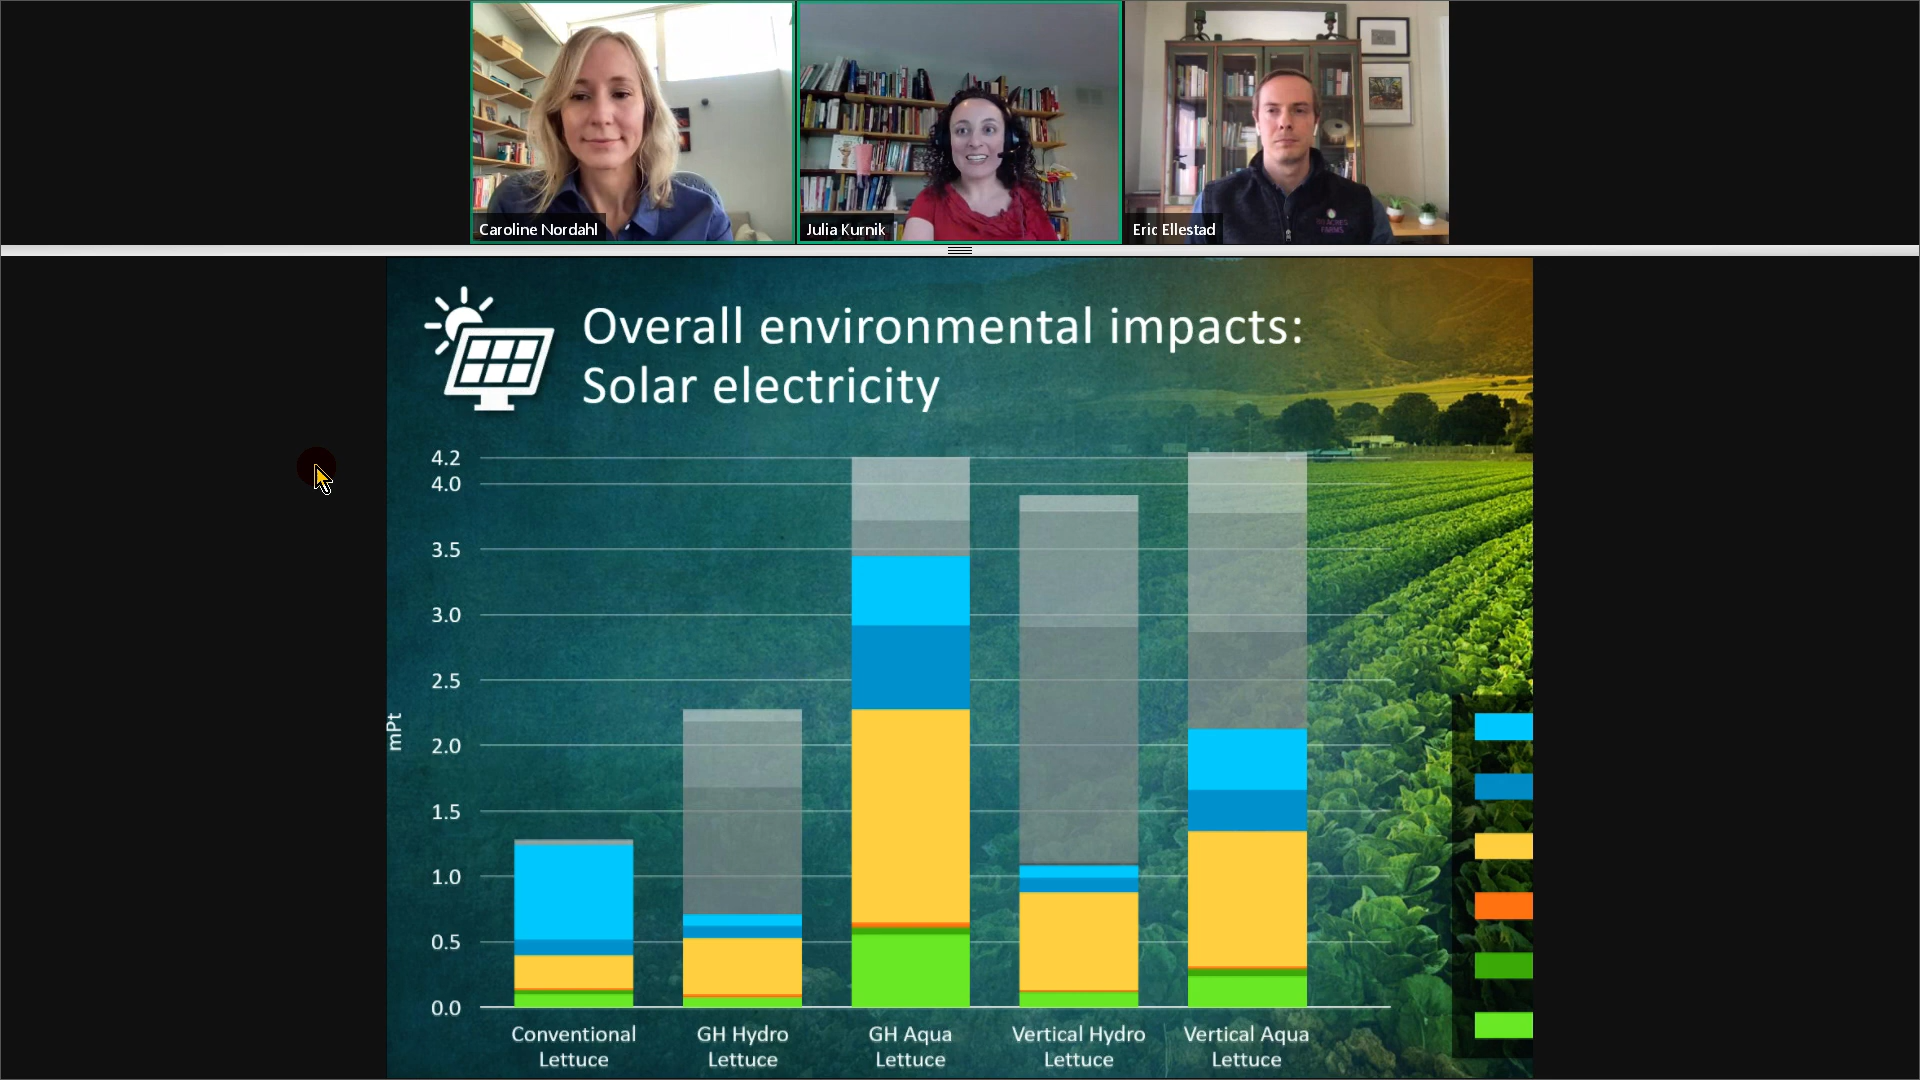 Caroline Nordahl
Julia Kurnik
Eric Ellestad
Overall environmental impacts:
Solar electricity
4.2
4.0
3.5
3.0
2.5
2.0
1.5
1.0
0.5
0.0
mPt
Conventional
Lettuce
GH Hydro
Lettuce
GH Aqua
Lettuce
Vertical Hydro
Lettuce
Vertical Aqua
Lettuce